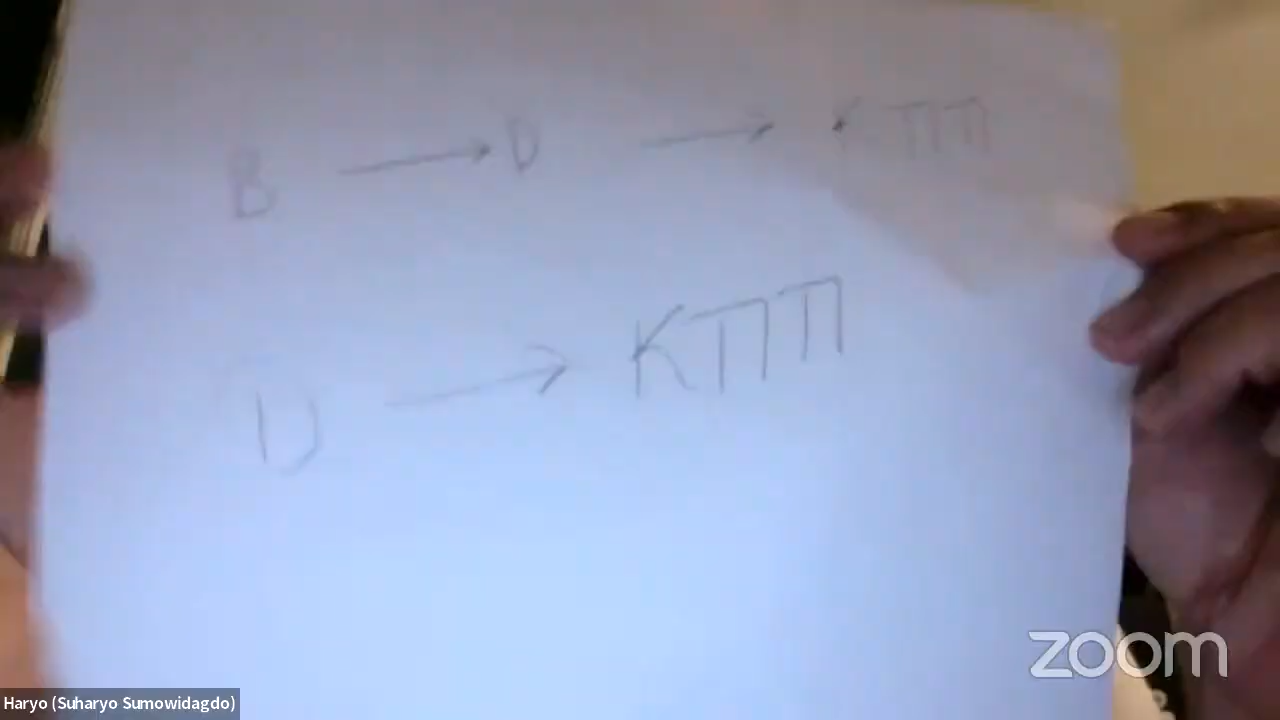 B → D → Kππ
D → Kππ
zoom
Haryo (Suharyo Sumowidagdo)